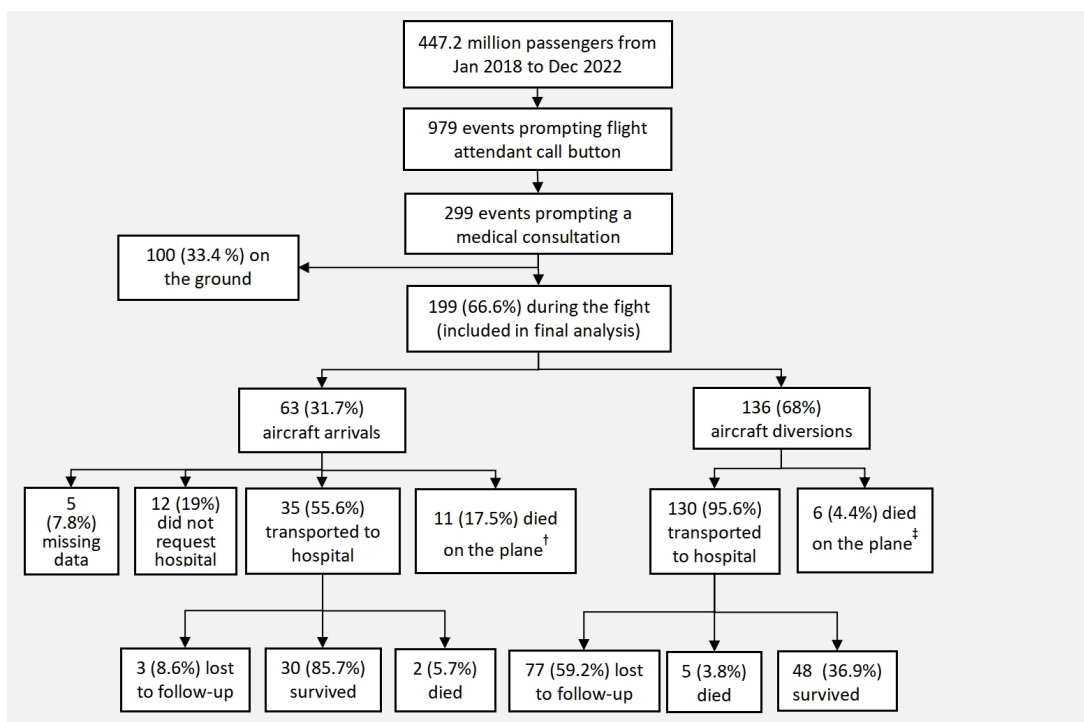 447.2 million passengers from
Jan 2018 to Dec 2022
979 events prompting flight
attendant call button
299 events prompting a
medical consultation
100 (33.4 %) on
the ground
199 (66.6%) during the fight
(included in final analysis)
63 (31.7%)
aircraft arrivals
136 (68%)
aircraft diversions
5
(7.8%)
missing
data
12 (19%)
did not
request
hospital
35 (55.6%)
transported to
hospital
11 (17.5%) died
on the plane†
130 (95.6%)
transported
to hospital
6 (4.4%) died
on the plane‡
3 (8.6%) lost
to follow-up
30 (85.7%)
survived
2 (5.7%)
died
77 (59.2%) lost
to follow-up
5 (3.8%)
died
48 (36.9%)
survived